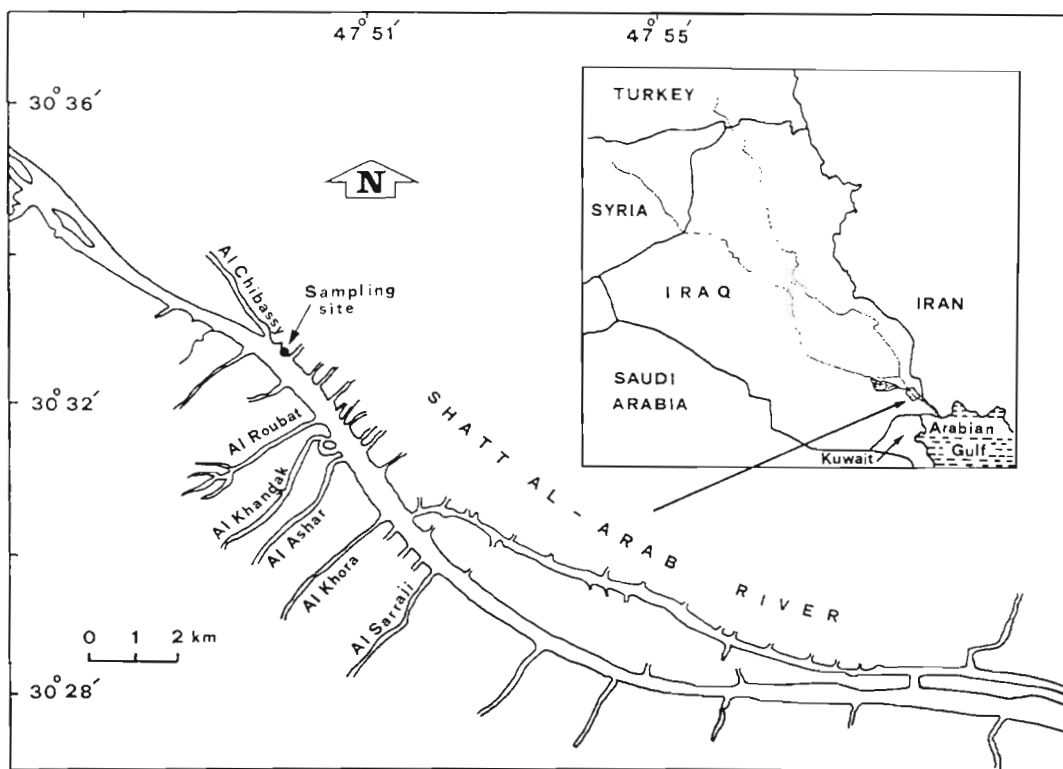 47° 51′
47° 55′
30° 36′
30° 32′
30° 28′
N
Al Chibassy
Sampling
site
Al Roubat
Al Khandak
Al Ashar
Al Khora
Al Sarraji
SHATT AL-ARAB RIVER
0 1 2 km
TURKEY
SYRIA
IRAQ
IRAN
SAUDI
ARABIA
Kuwait
Arabian
Gulf